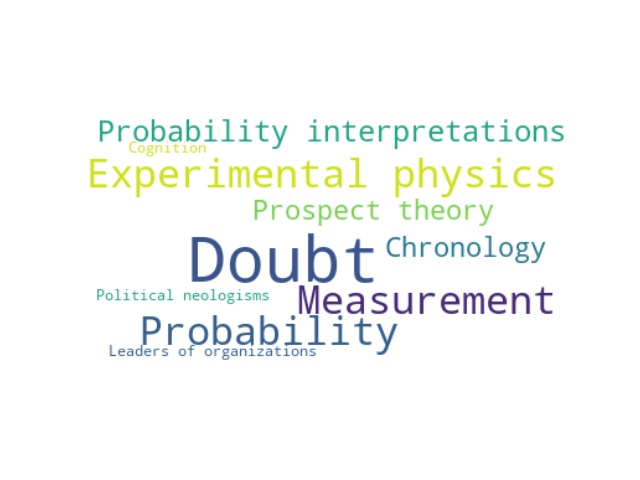 Probability interpretations
Cognition
Experimental physics
Prospect theory
Doubt
Chronology
Political neologisms
Measurement
Probability
Leaders of organizations